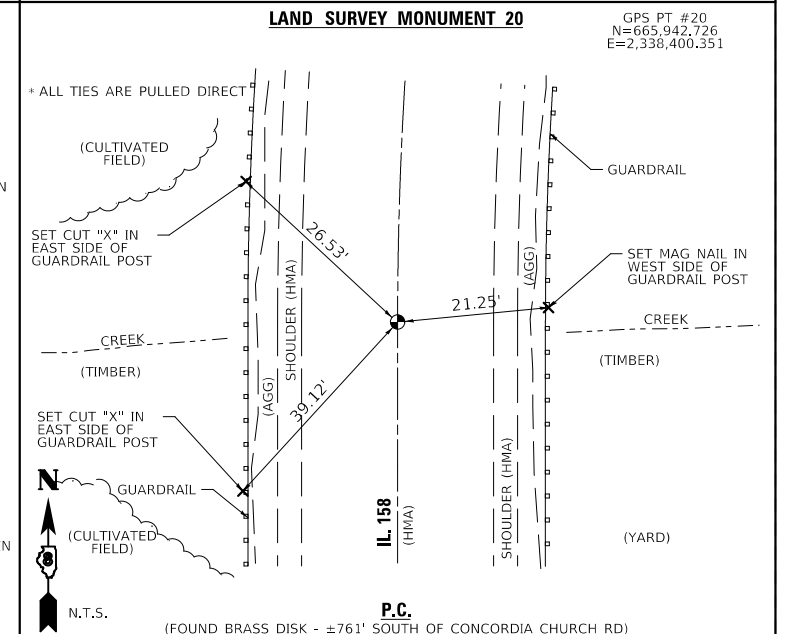 LAND SURVEY MONUMENT 20
GPS PT #20
N=665,942.726
E=2,338,400.351
* ALL TIES ARE PULLED DIRECT
(CULTIVATED
FIELD)
GUARDRAIL
N
SET CUT "X" IN
EAST SIDE OF
GUARDRAIL POST
26.53'
SHOULDER (HMA)
(AGG)
SET MAG NAIL IN
WEST SIDE OF
GUARDRAIL POST
21.25'
CREEK
CREEK
(TIMBER)
(TIMBER)
(AGG)
39.12'
SET CUT "X" IN
EAST SIDE OF
GUARDRAIL POST
N
GUARDRAIL
IL. 158
(HMA)
SHOULDER (HMA)
(CULTIVATED
FIELD)
(YARD)
EN
8
N.T.S.
P.C.
(FOUND BRASS DISK - ±761' SOUTH OF CONCORDIA CHURCH RD)